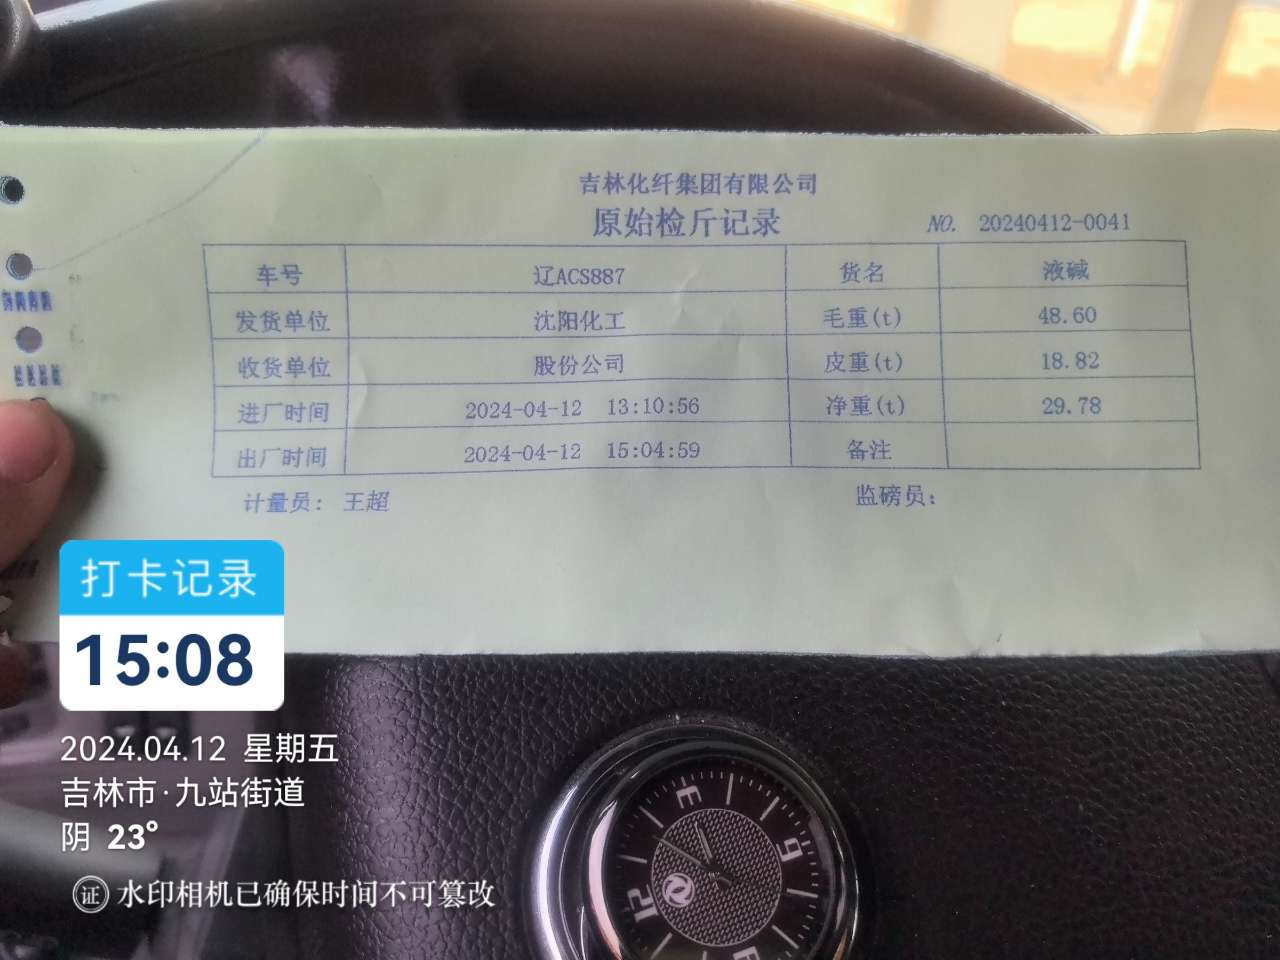 吉林化纤集团有限公司
原始检斤记录
NO. 20240412-0041
车号 辽ACS887 货名 液碱
发货单位 沈阳化工 毛重(t) 48.60
收货单位 股份公司 皮重(t) 18.82
进厂时间 2024-04-12 13:10:56 净重(t) 29.78
出厂时间 2024-04-12 15:04:59 备注
计量员: 王超 监磅员:
打卡记录
15:08
2024.04.12 星期五
吉林市·九站街道
阴 23°
证 水印相机已确保时间不可篡改
12
3
6
9